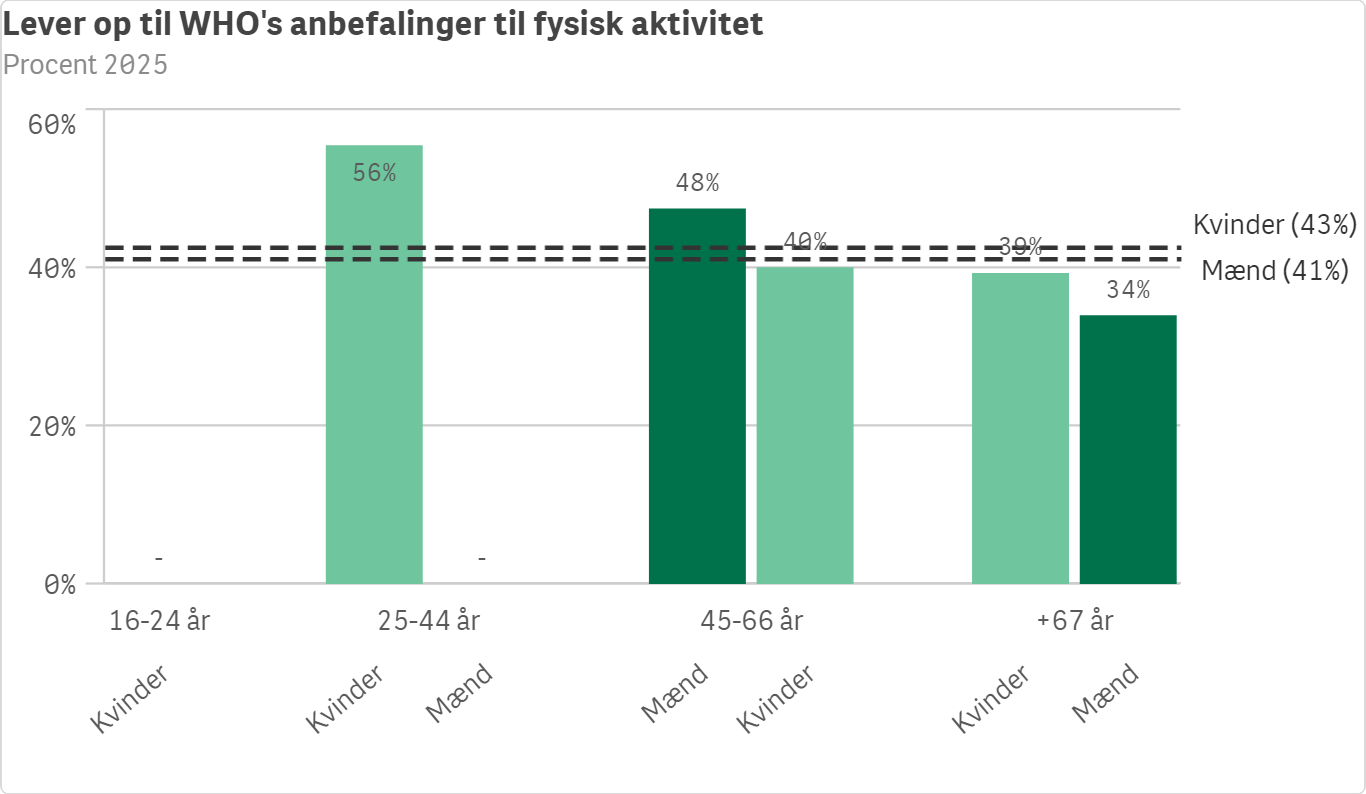 Lever op til WHO's anbefalinger til fysisk aktivitet
Procent 2025
60%
40%
20%
0%
-
56%
-
48%
40%
39%
34%
Kvinder (43%)
Mænd (41%)
16-24 år
25-44 år
45-66 år
+67 år
Kvinder
Kvinder
Mænd
Mænd
Kvinder
Kvinder
Mænd